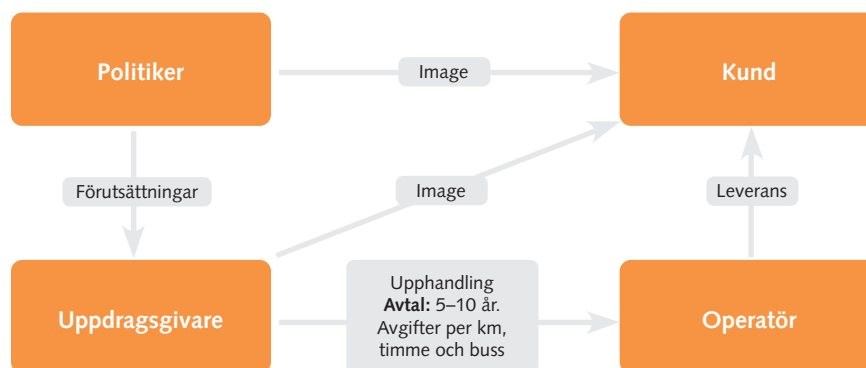 Politiker
Image
Kund
Förutsättningar
Image
Leverans
Uppdragsgivare
Upphandling
Avtal: 5–10 år.
Avgifter per km,
timme och buss
Operatör